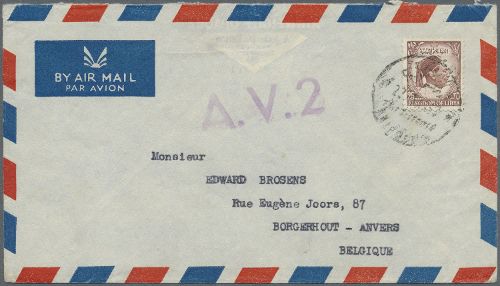 BY AIR MAIL
PAR AVION
A.V.2
KINGDOM OF LIBYA
Monsieur
EDWARD BROSENS
Rue Eugène Joors, 87
BORGERHOUT - ANVERS
BELGIQUE